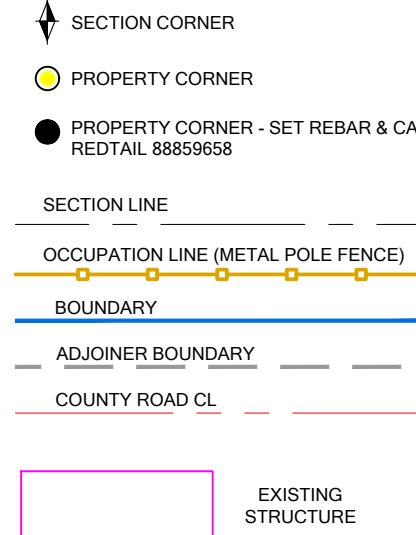 SECTION CORNER
PROPERTY CORNER
PROPERTY CORNER - SET REBAR & CA
REDTAIL 88859658
SECTION LINE
OCCUPATION LINE (METAL POLE FENCE)
BOUNDARY
ADJOINER BOUNDARY
COUNTY ROAD CL
EXISTING
STRUCTURE